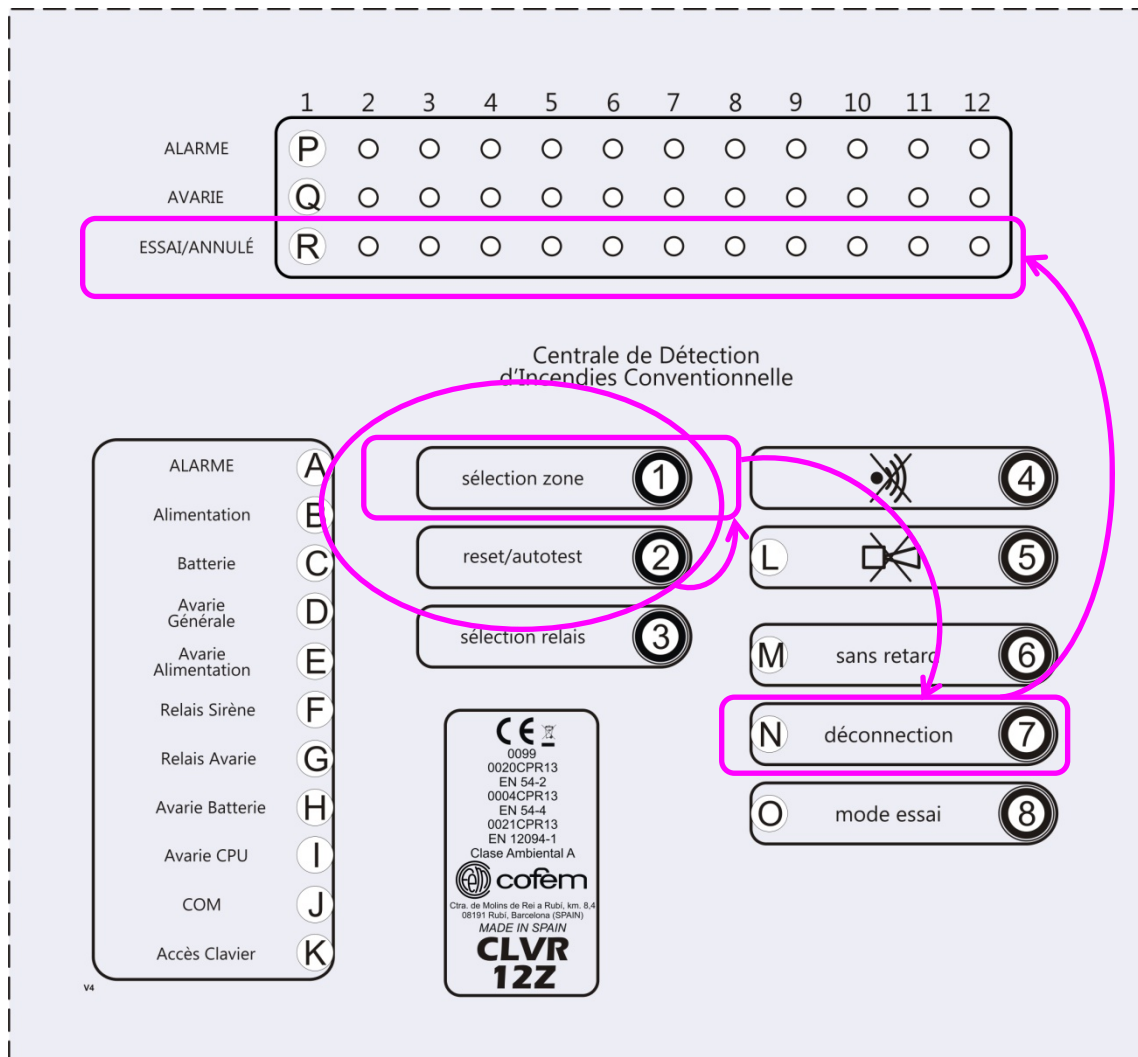 1 2 3 4 5 6 7 8 9 10 11 12
ALARME P
AVARIE Q
ESSAI/ANNULÉ R
Centrale de Détection
d'Incendies Conventionnelle
ALARME A
Alimentation B
Batterie C
Avarie
Générale D
Avarie
Alimentation E
Relais Sirène F
Relais Avarie G
Avarie Batterie H
Avarie CPU I
COM J
Accès Clavier K
V4
sélection zone 1
reset/autotest 2
sélection relais 3
4
L 5
M sans retard 6
N déconnection 7
O mode essai 8
CE
0099
0020CPR13
EN 54-2
0004CPR13
EN 54-4
0021CPR13
EN 12094-1
Clase Ambiental A
cofem
Ctra. de Molins de Rei a Rubí, km. 8,4
08191 Rubí, Barcelona (SPAIN)
MADE IN SPAIN
CLVR
12Z